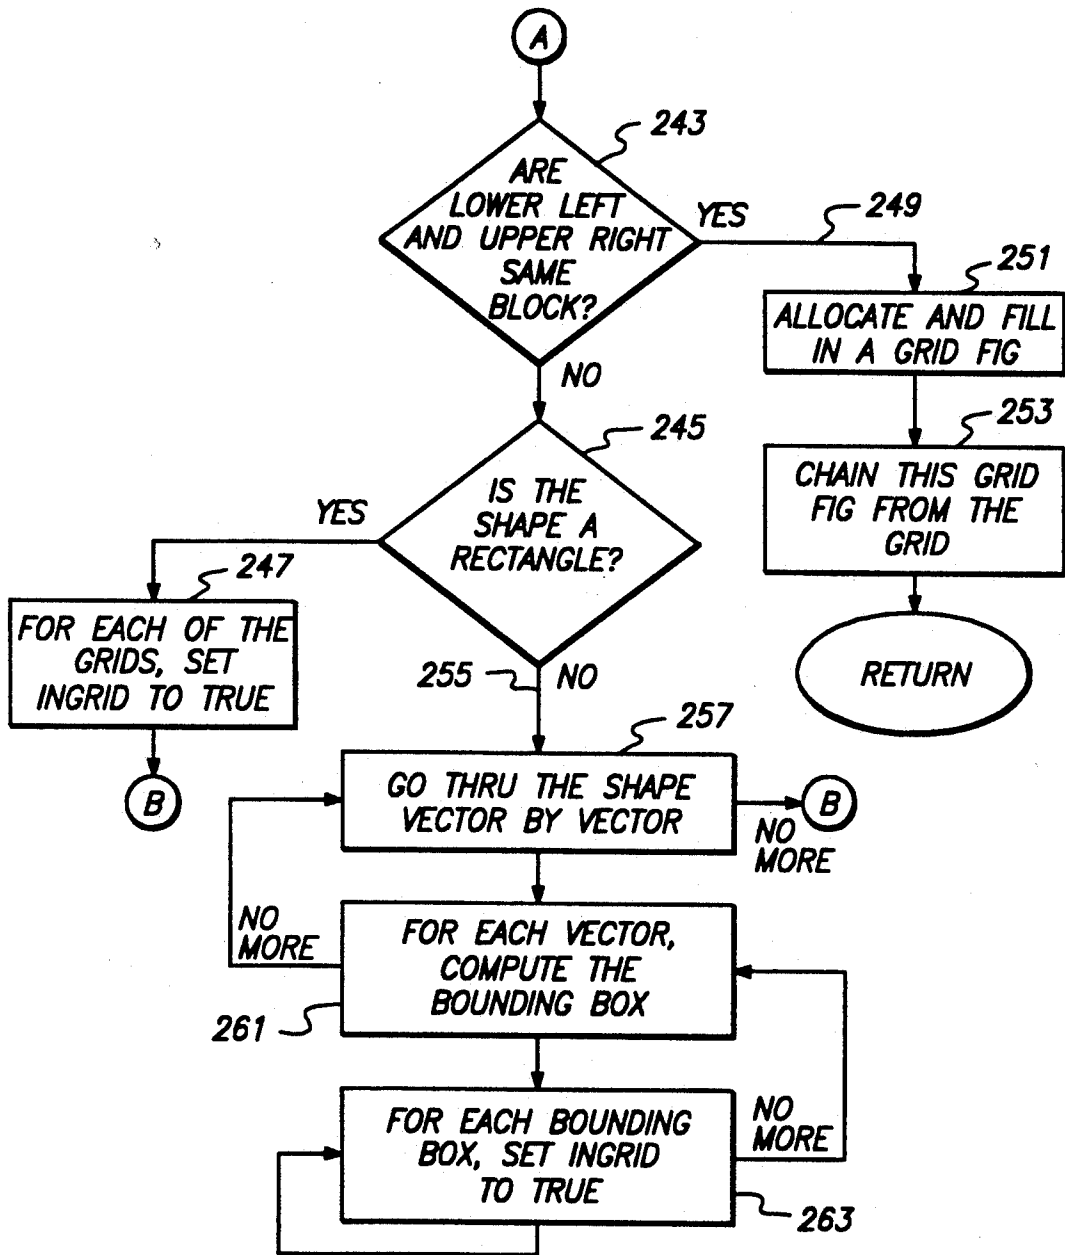 A
243
ARE
LOWER LEFT
AND UPPER RIGHT
SAME
BLOCK?
YES
249
251
ALLOCATE AND FILL
IN A GRID FIG
NO
253
CHAIN THIS GRID
FIG FROM THE
GRID
RETURN
245
IS THE
SHAPE A
RECTANGLE?
YES
247
FOR EACH OF THE
GRIDS, SET
INGRID TO TRUE
B
255
NO
257
GO THRU THE SHAPE
VECTOR BY VECTOR
B
NO
MORE
FOR EACH VECTOR,
COMPUTE THE
BOUNDING BOX
NO
MORE
261
FOR EACH BOUNDING
BOX, SET INGRID
TO TRUE
NO
MORE
263